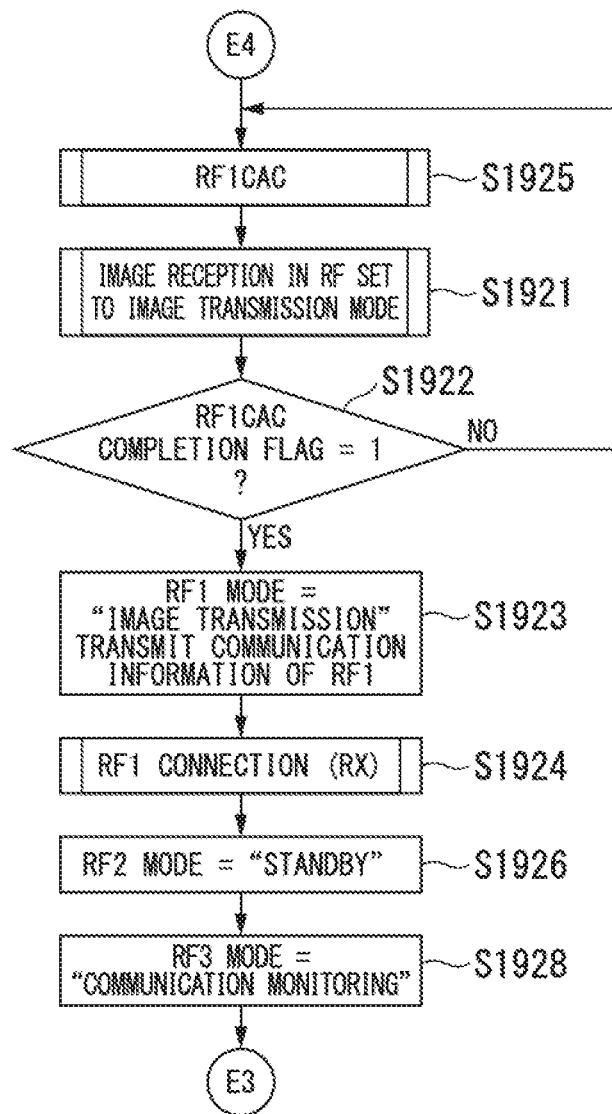 E4
RF1CAC
S1925
IMAGE RECEPTION IN RF SET
TO IMAGE TRANSMISSION MODE
S1921
S1922
RF1CAC
COMPLETION FLAG = 1
?
NO
YES
RF1 MODE =
“IMAGE TRANSMISSION”
TRANSMIT COMMUNICATION
INFORMATION OF RF1
S1923
RF1 CONNECTION (RX)
S1924
RF2 MODE = “STANDBY”
S1926
RF3 MODE =
“COMMUNICATION MONITORING”
S1928
E3